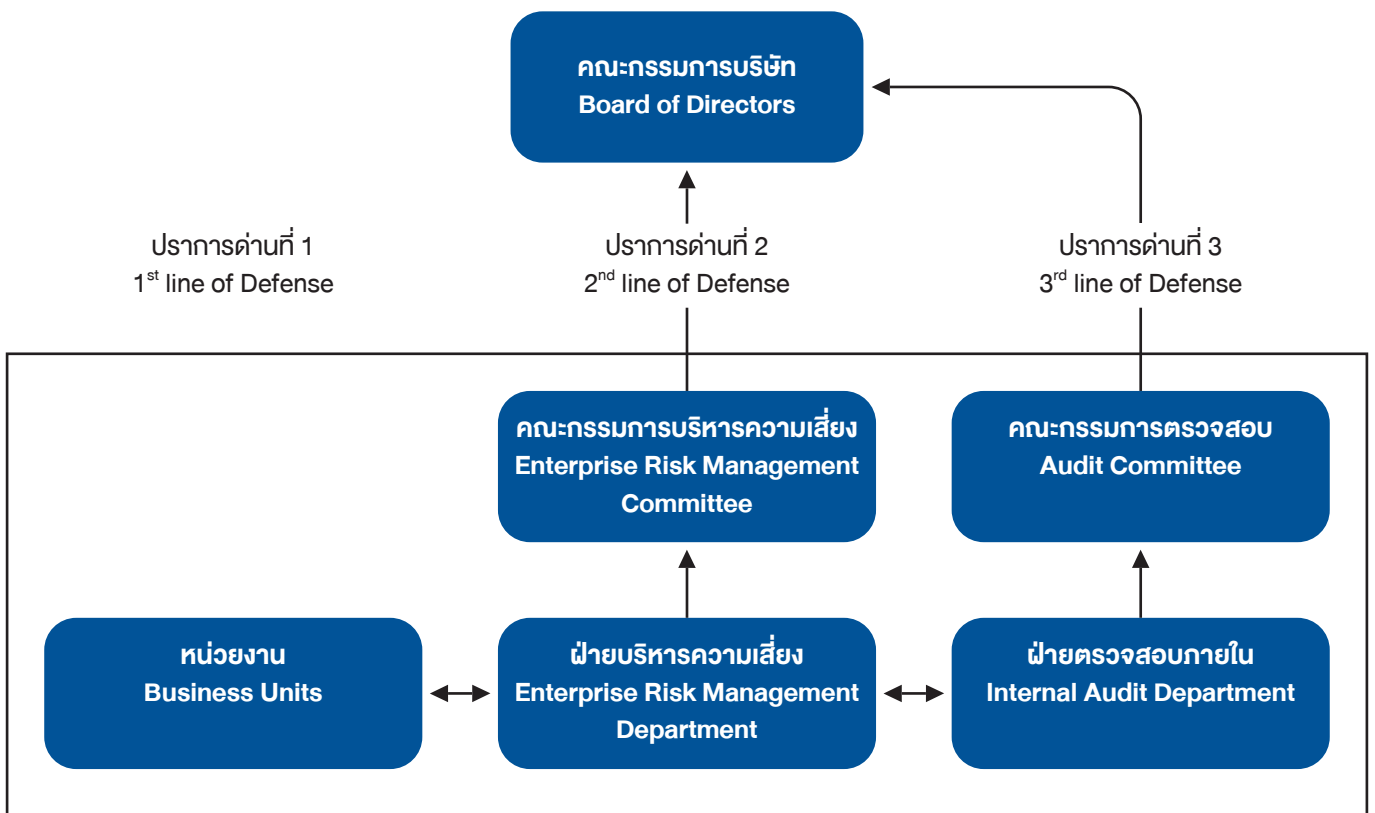 คณะกรรมการบริษัท
Board of Directors
ปราการด่านที่ 1
1st line of Defense
ปราการด่านที่ 2
2nd line of Defense
ปราการด่านที่ 3
3rd line of Defense
คณะกรรมการบริหารความเสี่ยง
Enterprise Risk Management
Committee
คณะกรรมการตรวจสอบ
Audit Committee
หน่วยงาน
Business Units
ฝ่ายบริหารความเสี่ยง
Enterprise Risk Management
Department
ฝ่ายตรวจสอบภายใน
Internal Audit Department